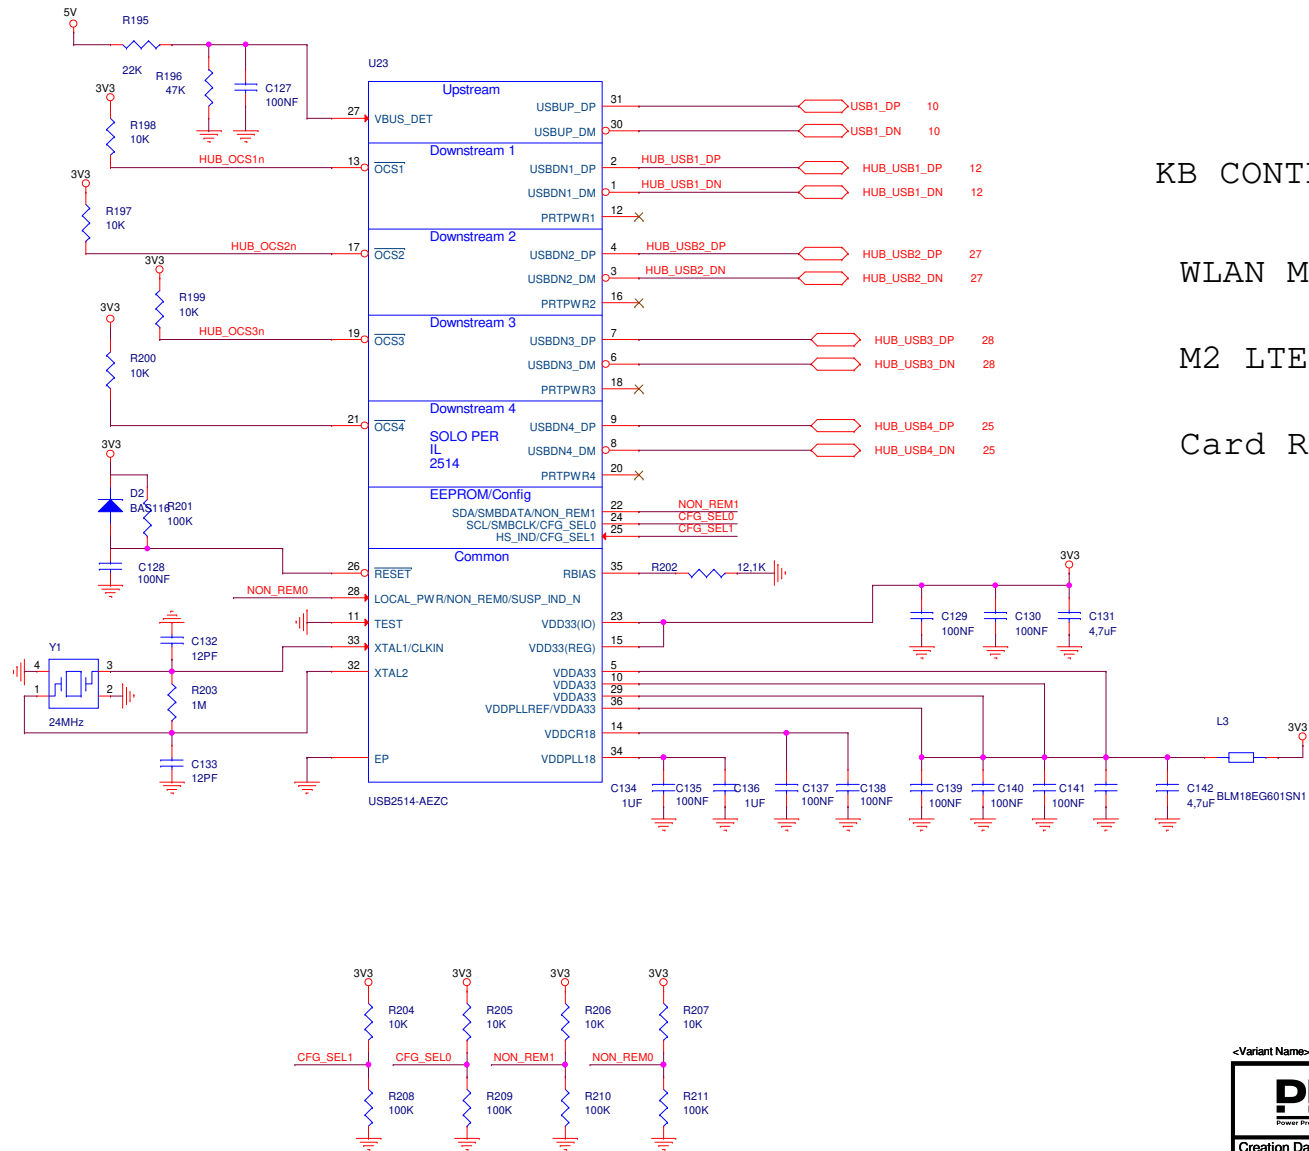 5V
R195
22K
R196
47K
C127
100NF
3V3
R198
10K
HUB_OCS1n
3V3
R197
10K
HUB_OCS2n
3V3
R199
10K
HUB_OCS3n
3V3
R200
10K
3V3
D2
BAS116
R201
100K
C128
100NF
NON_REM0
C132
12PF
Y1
4
3
1
2
24MHz
R203
1M
C133
12PF
U23
Upstream
27
VBUS_DET
USBUP_DP
31
USB1_DP
10
USBUP_DM
30
USB1_DN
10
Downstream 1
13
OCS1
USBDN1_DP
2
HUB_USB1_DP
HUB_USB1_DP
12
USBDN1_DM
1
HUB_USB1_DN
HUB_USB1_DN
12
PRTPWR1
12
Downstream 2
17
OCS2
USBDN2_DP
4
HUB_USB2_DP
HUB_USB2_DP
27
USBDN2_DM
3
HUB_USB2_DN
HUB_USB2_DN
27
PRTPWR2
16
Downstream 3
19
OCS3
USBDN3_DP
7
HUB_USB3_DP
28
USBDN3_DM
6
HUB_USB3_DN
28
PRTPWR3
18
Downstream 4
21
OCS4
SOLO PER
IL
2514
USBDN4_DP
9
HUB_USB4_DP
25
USBDN4_DM
8
HUB_USB4_DN
25
PRTPWR4
20
EEPROM/Config
SDA/SMBDATA/NON_REM1
22
NON_REM1
SCL/SMBCLK/CFG_SEL0
24
CFG_SEL0
HS_IND/CFG_SEL1
25
CFG_SEL1
Common
26
RESET
RBIAS
35
R202
12,1K
28
LOCAL_PWR/NON_REM0/SUSP_IND_N
11
TEST
VDD33(IO)
23
33
XTAL1/CLKIN
VDD33(REG)
15
32
XTAL2
VDDA33
5
VDDA33
10
VDDA33
29
VDDPLLREF/VDDA33
36
VDDCR18
14
EP
VDDPLL18
34
USB2514-AEZC
KB CONT
WLAN M
M2 LTE
Card R
3V3
C129
100NF
C130
100NF
C131
4,7uF
C134
1UF
C135
100NF
C136
1UF
C137
100NF
C138
100NF
C139
100NF
C140
100NF
C141
100NF
C142
4,7uF
L3
BLM18EG601SN1
3V3
3V3
R204
10K
CFG_SEL1
R208
100K
3V3
R205
10K
CFG_SEL0
R209
100K
3V3
R206
10K
NON_REM1
R210
100K
3V3
R207
10K
NON_REM0
R211
100K
<Variant Name>
Power Pr
Creation Da